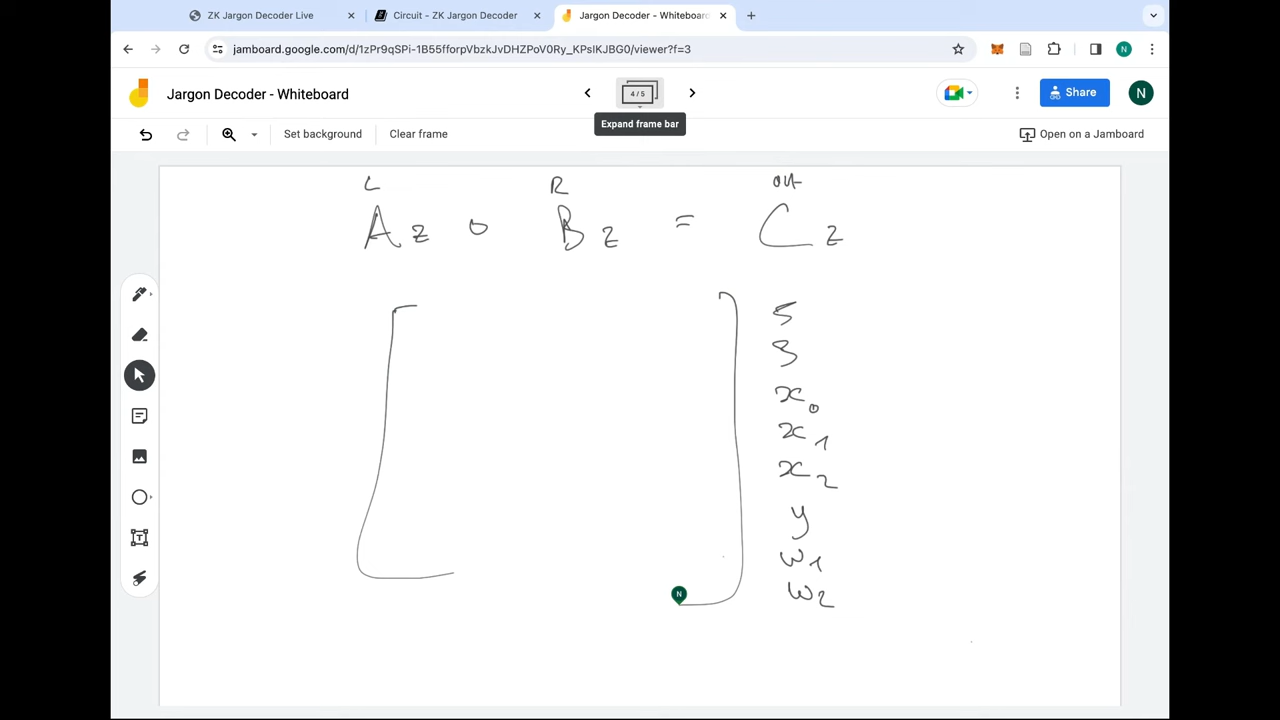 ZK Jargon Decoder Live
Circuit – ZK Jargon Decoder
Jargon Decoder - Whiteboard
jamboard.google.com/d/1zPr9qSPi-1B55fforpVbzkJvDHZPoV0Ry_KPslKJBG0/viewer?f=3
N
Jargon Decoder - Whiteboard
4 / 5
Share
N
Expand frame bar
Set background
Clear frame
Open on a Jamboard
L R out
Az o Bz = Cz
5
3
x0
x1
x2
y
w1
w2
N